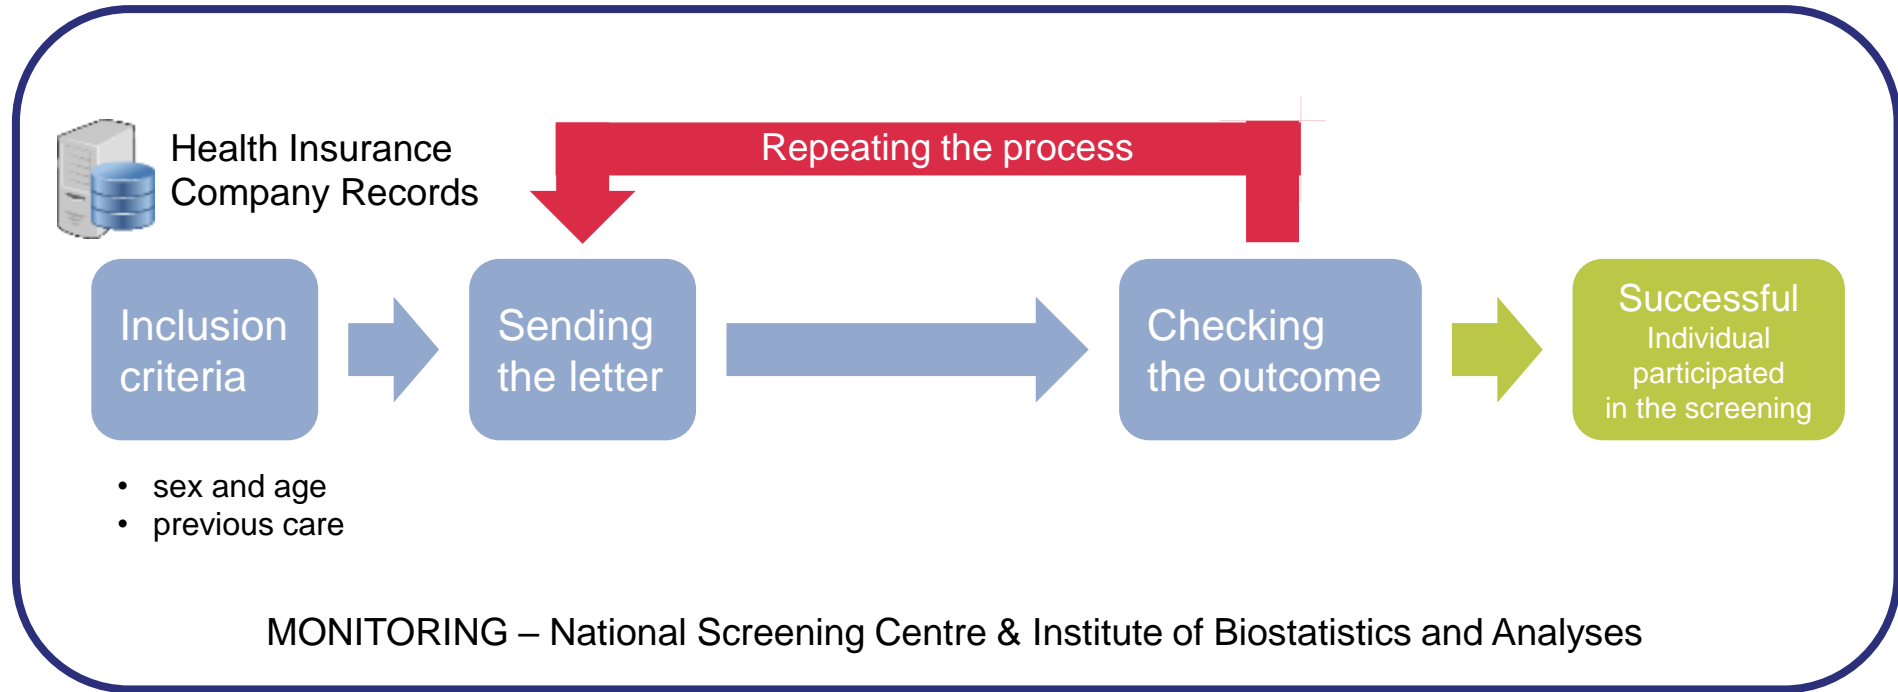 Health Insurance
Company Records
Repeating the process
Inclusion
criteria
Sending
the letter
Checking
the outcome
Successful
Individual
participated
in the screening
• sex and age
• previous care
MONITORING – National Screening Centre & Institute of Biostatistics and Analyses